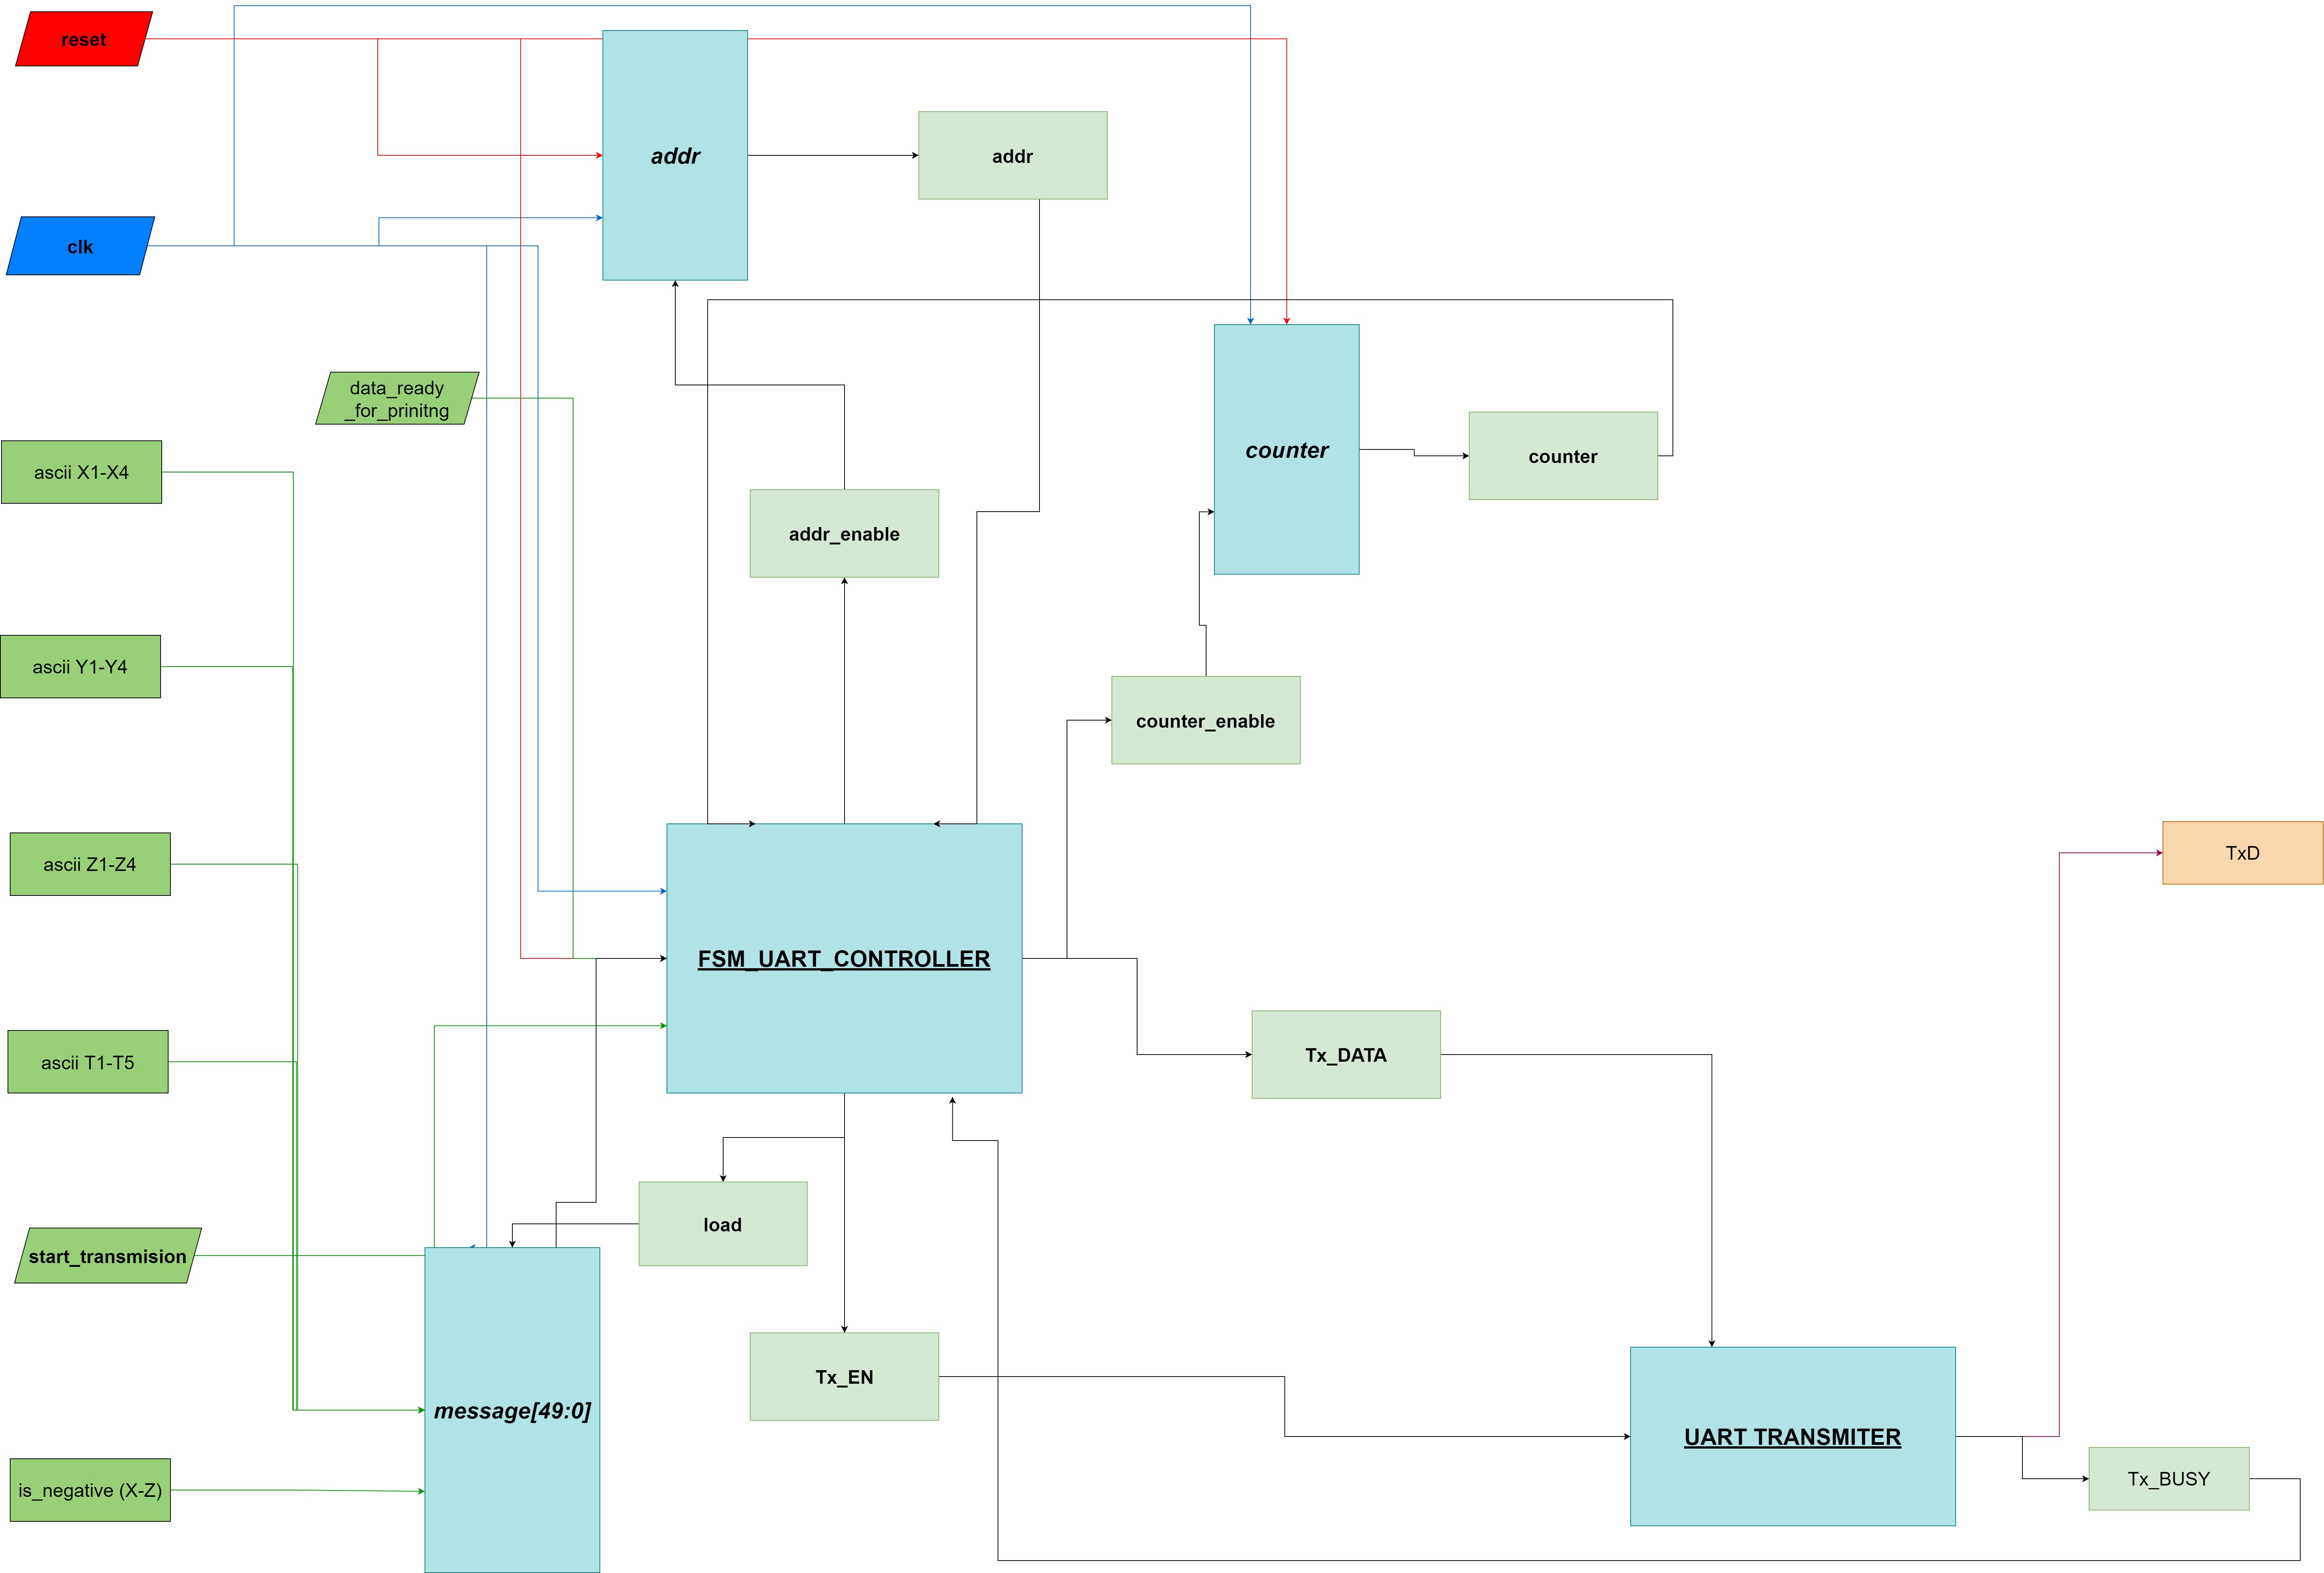 reset
addr
addr
clk
data_ready
_for_prinitng
ascii X1-X4
counter
counter
addr_enable
ascii Y1-Y4
counter_enable
ascii Z1-Z4
TxD
FSM_UART_CONTROLLER
ascii T1-T5
Tx_DATA
load
start_transmision
Tx_EN
message[49:0]
UART TRANSMITER
Tx_BUSY
is_negative (X-Z)